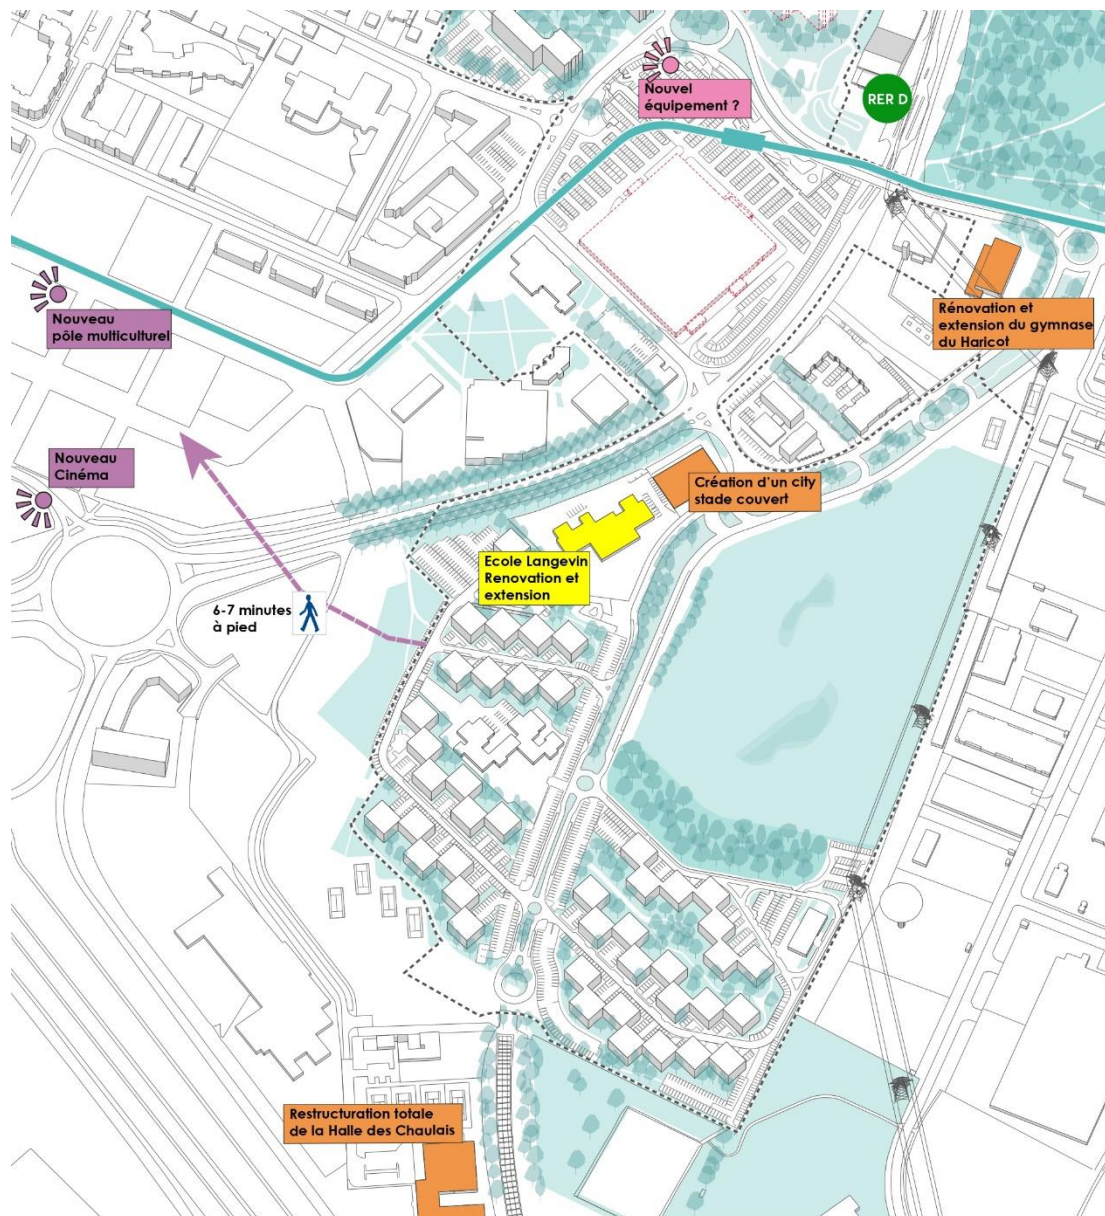 Nouvel
équipement ?
RER D
Nouveau
pôle multiculturel
Rénovation et
extension du gymnase
du Haricot
Nouveau
Cinéma
Création d'un city
stade couvert
Ecole Langevin
Renovation et
extension
6-7 minutes
à pied
Restructuration totale
de la Halle des Chaulais